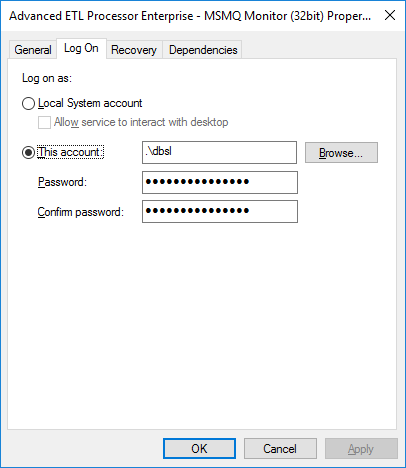 Advanced ETL Processor Enterprise - MSMQ Monitor (32bit) Proper...
General Log On Recovery Dependencies
Log on as:
Local System account
Allow service to interact with desktop
This account: .\dbsl Browse...
Password: •••••••••••••••
Confirm password: •••••••••••••••
OK Cancel Apply